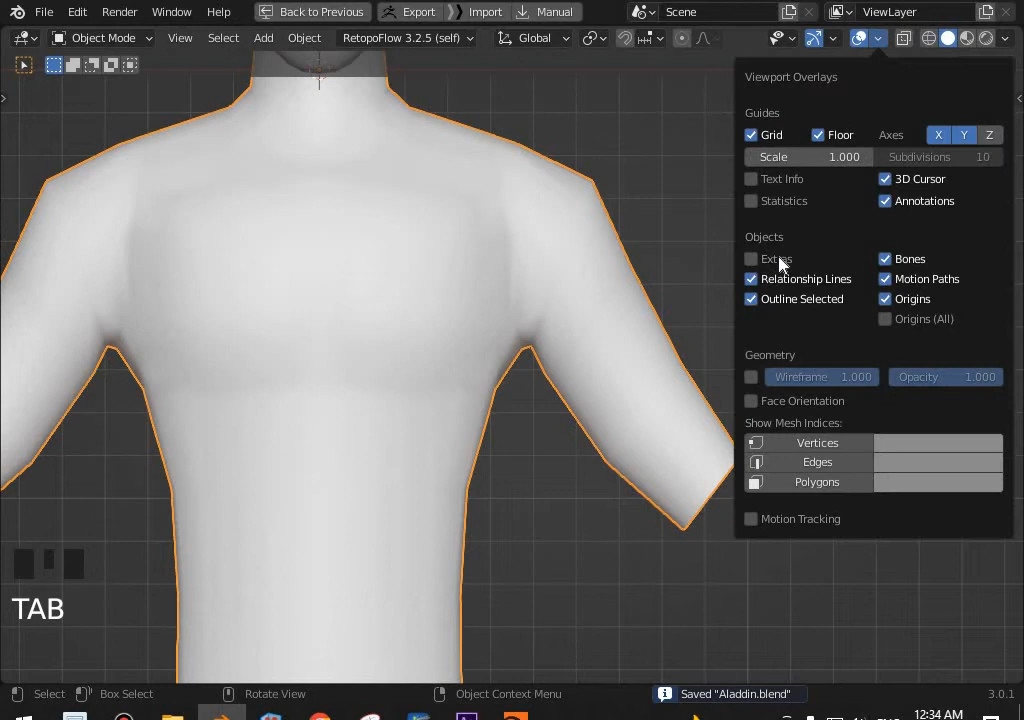 File Edit Render Window Help Back to Previous Export Import Manual Scene ViewLayer
Object Mode View Select Add Object RetopoFlow 3.2.5 (self) Global
Viewport Overlays
Guides
Grid Floor Axes X Y Z
Scale 1.000 Subdivisions 10
Text Info 3D Cursor
Statistics Annotations
Objects
Extras Bones
Relationship Lines Motion Paths
Outline Selected Origins
Origins (All)
Geometry
Wireframe 1.000 Opacity 1.000
Face Orientation
Show Mesh Indices:
Vertices
Edges
Polygons
Motion Tracking
TAB
Select Box Select Rotate View Object Context Menu Saved "Aladdin.blend" 3.0.1
12:34 AM